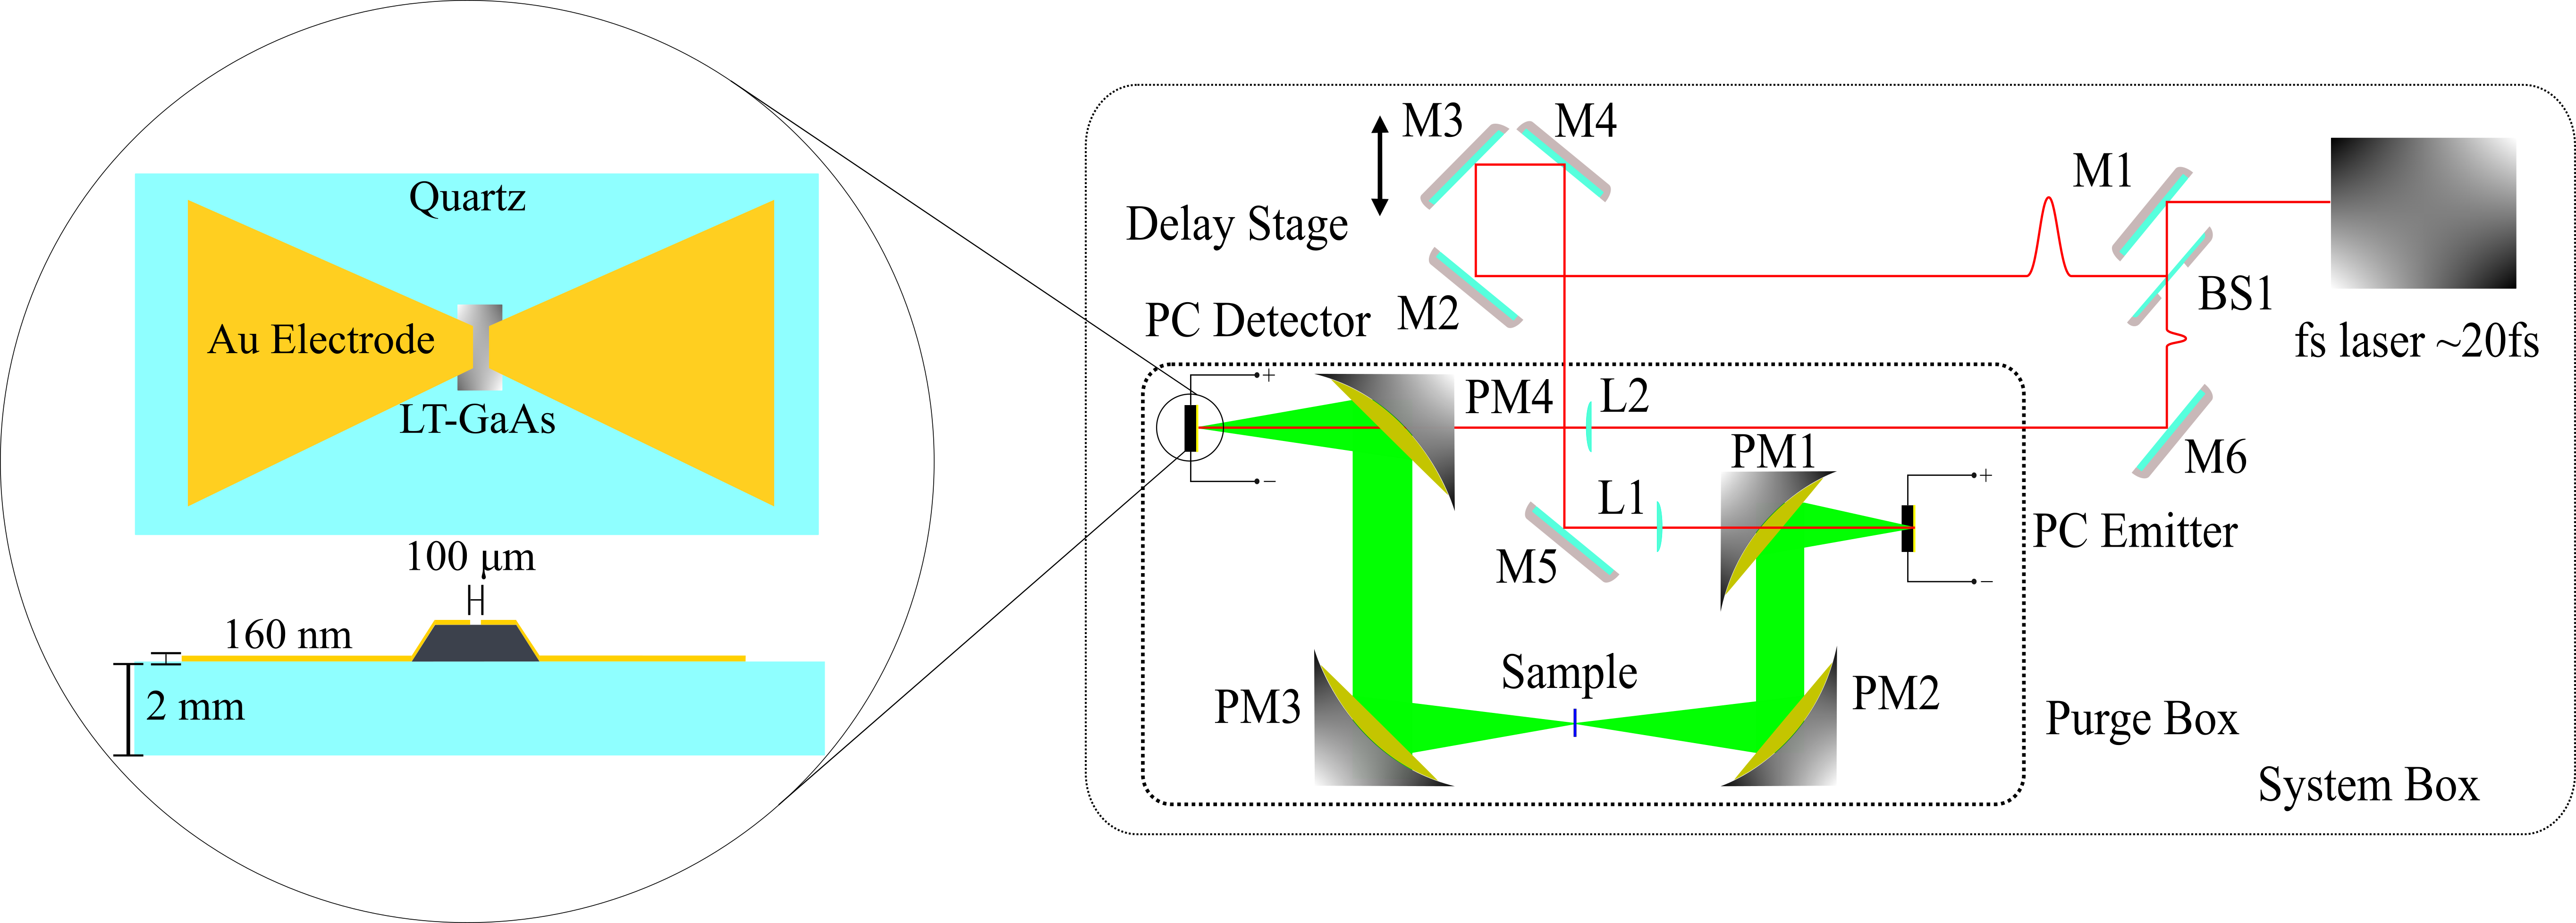 Quartz
Au Electrode
LT-GaAs
100 μm
160 nm
2 mm
M3
M4
Delay Stage
M2
M1
BS1
fs laser ~20fs
PC Detector
+
−
PM4
L2
M6
PM1
L1
M5
+
−
PC Emitter
Sample
PM3
PM2
Purge Box
System Box